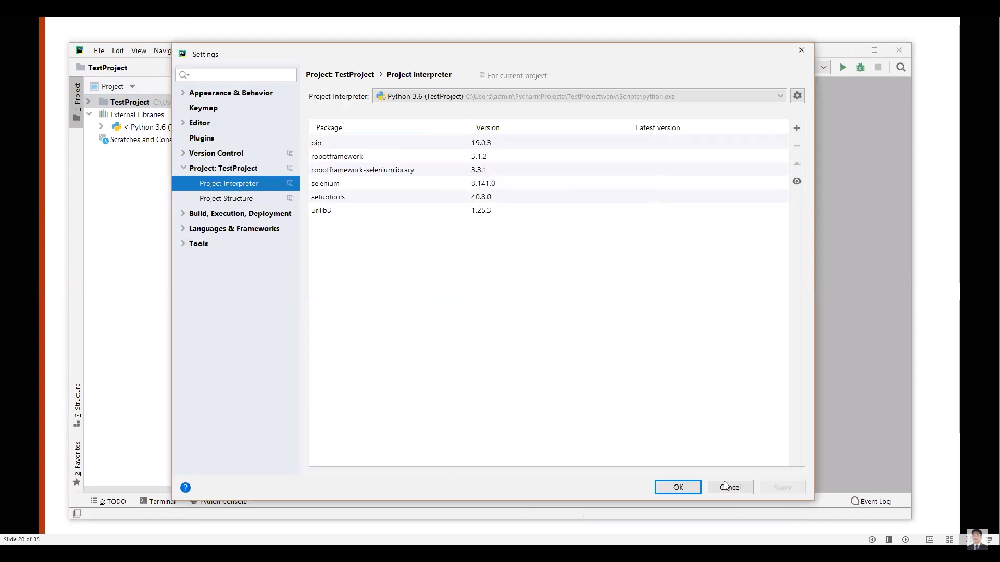 File Edit View Navig
Settings
TestProject
Project: TestProject › Project Interpreter
For current project
Project
Project Interpreter: Python 3.6 (TestProject) C:\Users\admin\PycharmProjects\TestProject\venv\Scripts\python.exe
1: Project
TestProject C:\Us
External Libraries
< Python 3.6 (
Scratches and Con
Appearance & Behavior
Keymap
Editor
Plugins
Version Control
Project: TestProject
Project Interpreter
Project Structure
Build, Execution, Deployment
Languages & Frameworks
Tools
Package Version Latest version
pip 19.0.3
robotframework 3.1.2
robotframework-seleniumlibrary 3.3.1
selenium 3.141.0
setuptools 40.8.0
urllib3 1.25.3
7: Structure
2: Favorites
?
OK Cancel Apply
6: TODO Terminal Python Console Event Log
Slide 20 of 35